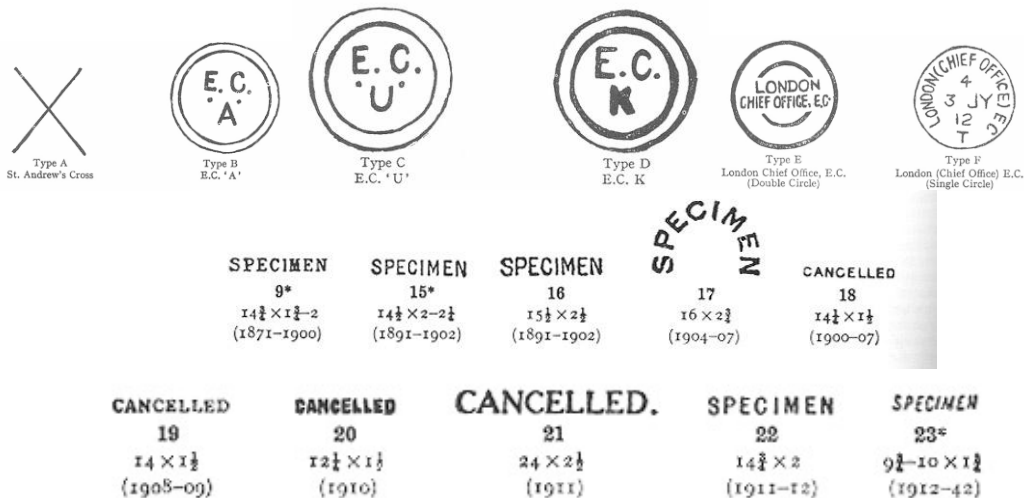 E. C.
'A'
E. C.
'U'
E. C.
K
LONDON
CHIEF OFFICE, E.C.
LONDON (CHIEF OFFICE) E C
4
3 JY
12
T
Type A
St. Andrew's Cross
Type B
E.C. 'A'
Type C
E.C. 'U'
Type D
E.C. K
Type E
London Chief Office, E.C.
(Double Circle)
Type F
London (Chief Office) E.C.
(Single Circle)
SPECIMEN
SPECIMEN SPECIMEN SPECIMEN CANCELLED
9* 15* 16 17 18
14¾ × 1¾–2 14½ × 2–2¼ 15½ × 2½ 16 × 2¾ 14¼ × 1½
(1871–1900) (1891–1902) (1891–1902) (1904–07) (1900–07)
CANCELLED CANCELLED CANCELLED. SPECIMEN SPECIMEN
19 20 21 22 23*
14 × 1½ 12¼ × 1½ 24 × 2½ 14¾ × 2 9¾–10 × 1¾
(1908–09) (1910) (1911) (1911–12) (1912–42)